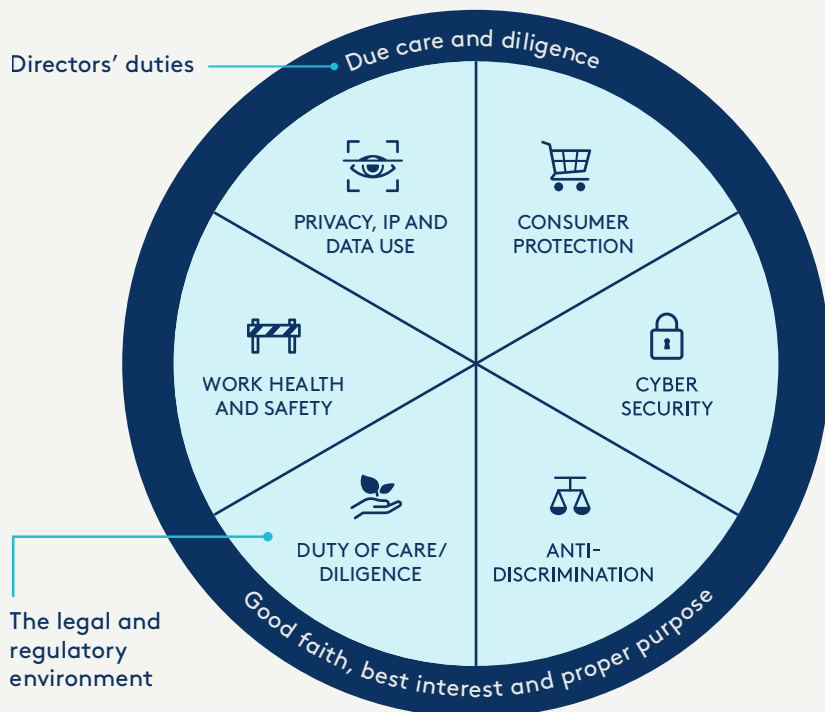 Due care and diligence
Directors’ duties
PRIVACY, IP AND
DATA USE
CONSUMER
PROTECTION
WORK HEALTH
AND SAFETY
CYBER
SECURITY
DUTY OF CARE/
DILIGENCE
ANTI-
DISCRIMINATION
The legal and
regulatory
environment
Good faith, best interest and proper purpose